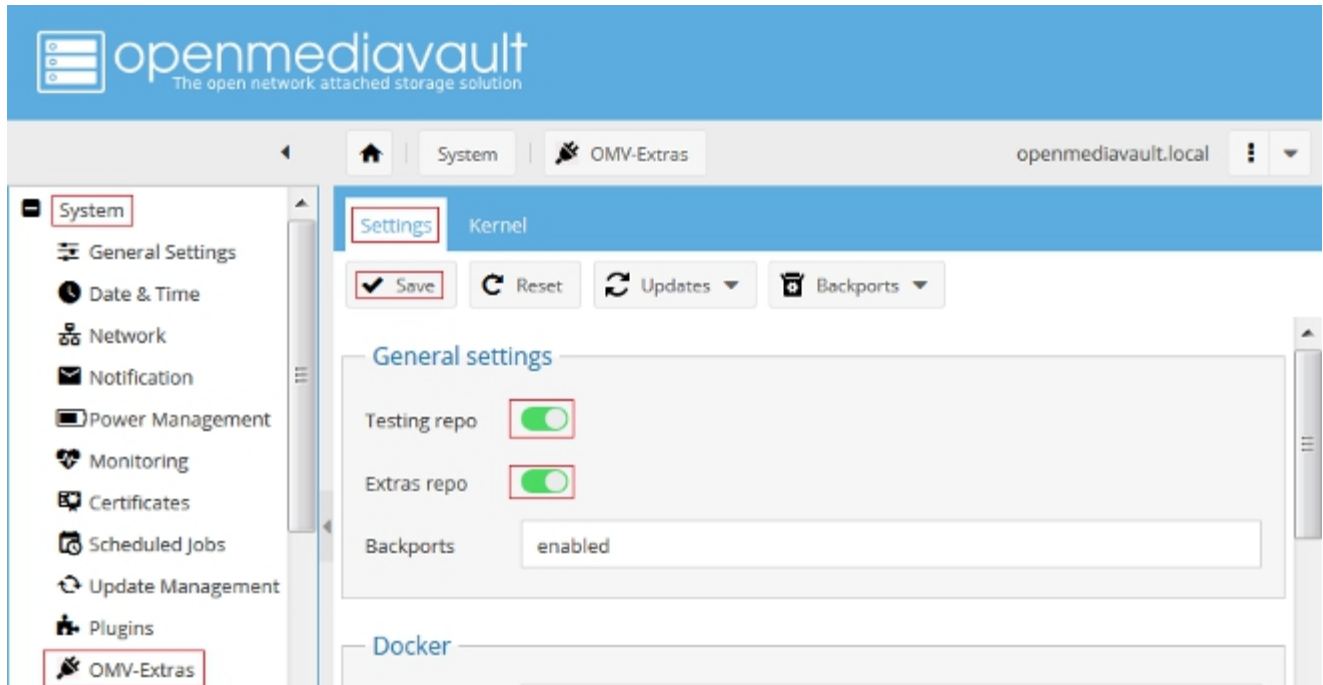 openmediavault
The open network attached storage solution
System
OMV-Extras
openmediavault.local
System
General Settings
Date & Time
Network
Notification
Power Management
Monitoring
Certificates
Scheduled Jobs
Update Management
Plugins
OMV-Extras
Settings
Kernel
Save
Reset
Updates
Backports
General settings
Testing repo
Extras repo
Backports
enabled
Docker